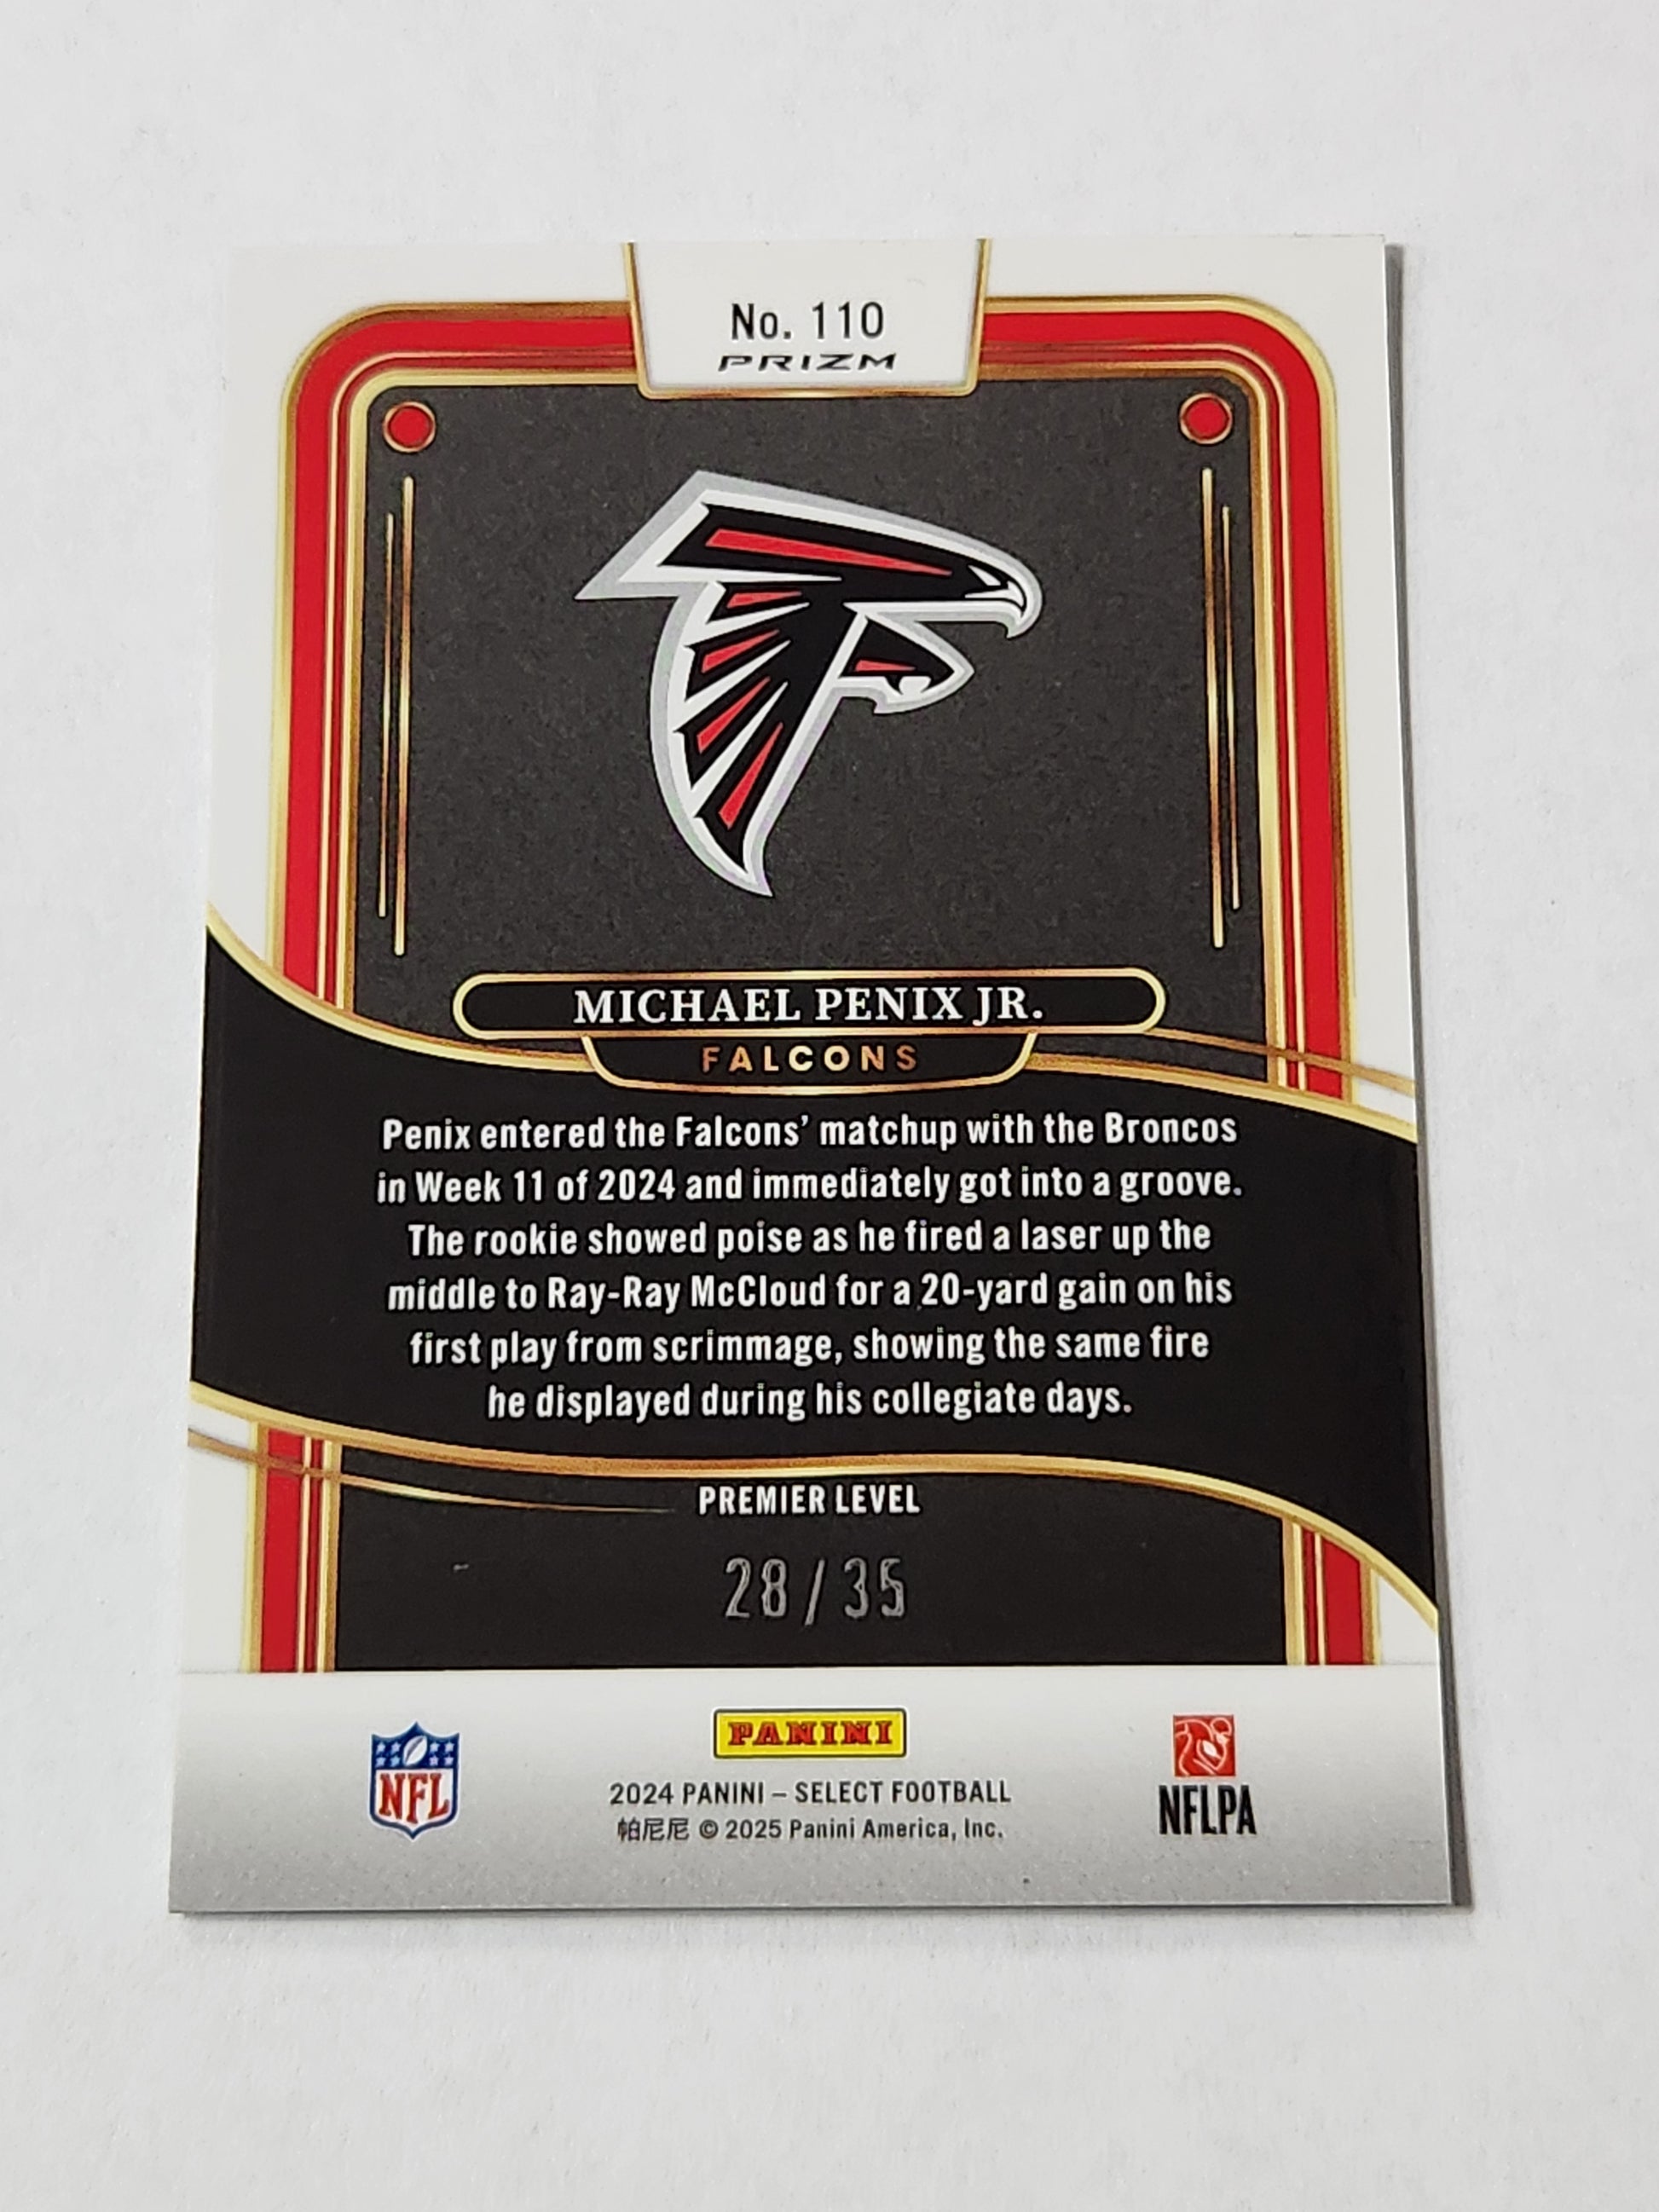 No. 110
PRIZM
MICHAEL PENIX JR.
FALCONS
Penix entered the Falcons' matchup with the Broncos
in Week 11 of 2024 and immediately got into a groove.
The rookie showed poise as he fired a laser up the
middle to Ray-Ray McCloud for a 20-yard gain on his
first play from scrimmage, showing the same fire
he displayed during his collegiate days.
PREMIER LEVEL
28/35
NFL
PANINI
NFLPA
2024 PANINI – SELECT FOOTBALL
帕尼尼 © 2025 Panini America, Inc.